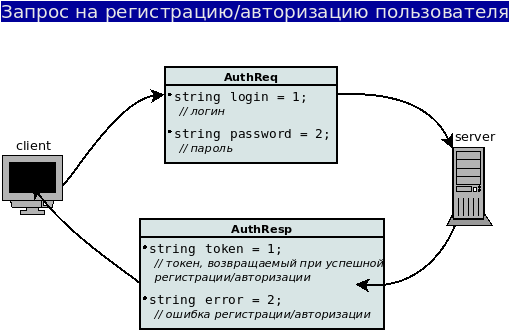 Запрос на регистрацию/авторизацию пользователя
AuthReq
string login = 1;
// логин
string password = 2;
// пароль
client
server
AuthResp
string token = 1;
// токен, возвращаемый при успешной
регистрации/авторизации
string error = 2;
// ошибка регистрации/авторизации